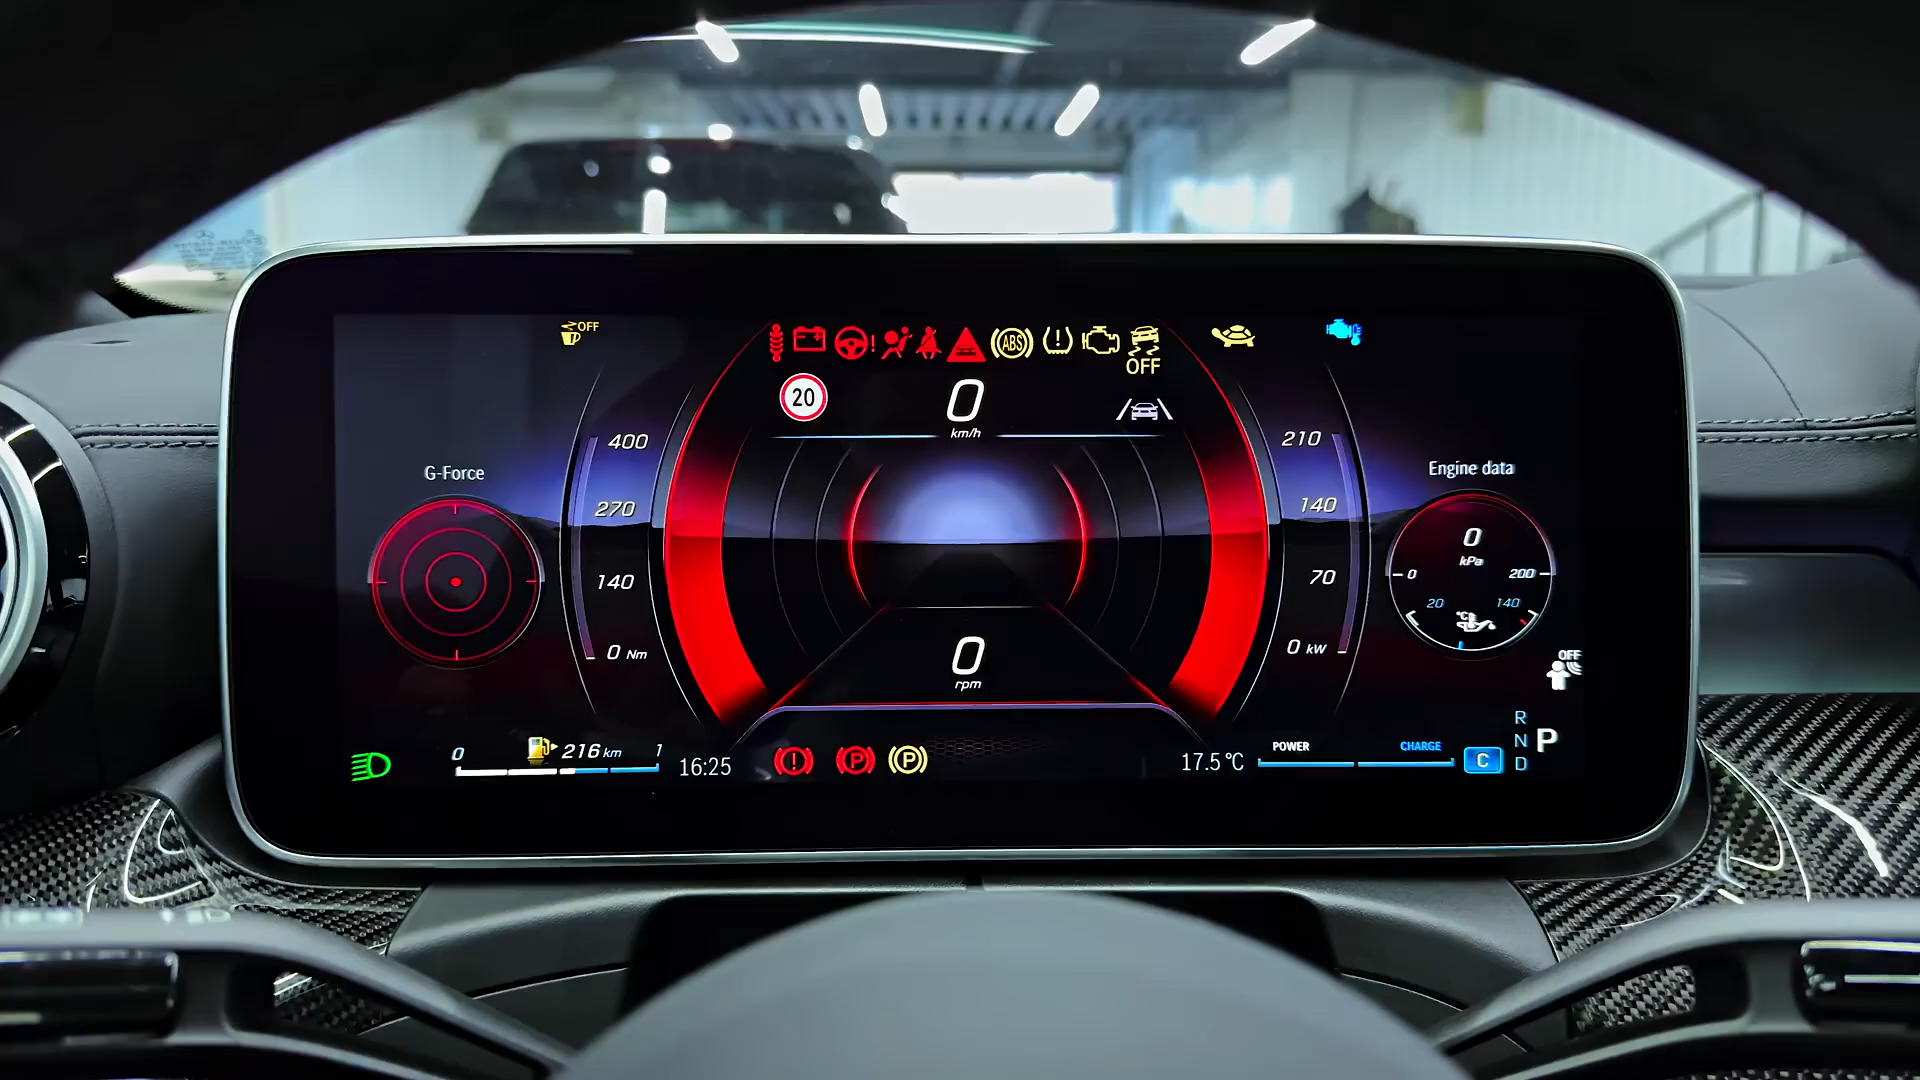 OFF
ABS
OFF
20
0
km/h
400
270
140
0 Nm
G-Force
210
140
70
0 kW
Engine data
0
kPa
0
200
20
140
°C
0
rpm
OFF
0
216 km
1
16:25
P
P
17.5 °C
POWER
CHARGE
C
R
N
D
P